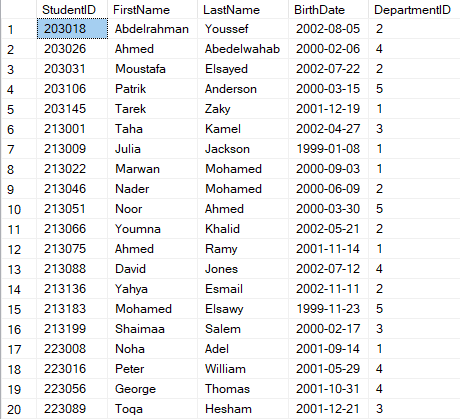 StudentID FirstName LastName BirthDate DepartmentID
1 203018 Abdelrahman Youssef 2002-08-05 2
2 203026 Ahmed Abedelwahab 2000-02-06 4
3 203031 Moustafa Elsayed 2002-07-22 2
4 203106 Patrik Anderson 2000-03-15 5
5 203145 Tarek Zaky 2001-12-19 1
6 213001 Taha Kamel 2002-04-27 3
7 213009 Julia Jackson 1999-01-08 1
8 213022 Marwan Mohamed 2000-09-03 1
9 213046 Nader Mohamed 2000-06-09 2
10 213051 Noor Ahmed 2000-03-30 5
11 213066 Youmna Khalid 2002-05-21 2
12 213075 Ahmed Ramy 2001-11-14 1
13 213088 David Jones 2002-07-12 4
14 213136 Yahya Esmail 2002-11-11 2
15 213183 Mohamed Elsawy 1999-11-23 5
16 213199 Shaimaa Salem 2000-02-17 3
17 223008 Noha Adel 2001-09-14 1
18 223016 Peter William 2001-05-29 4
19 223056 George Thomas 2001-10-31 4
20 223089 Toqa Hesham 2001-12-21 3